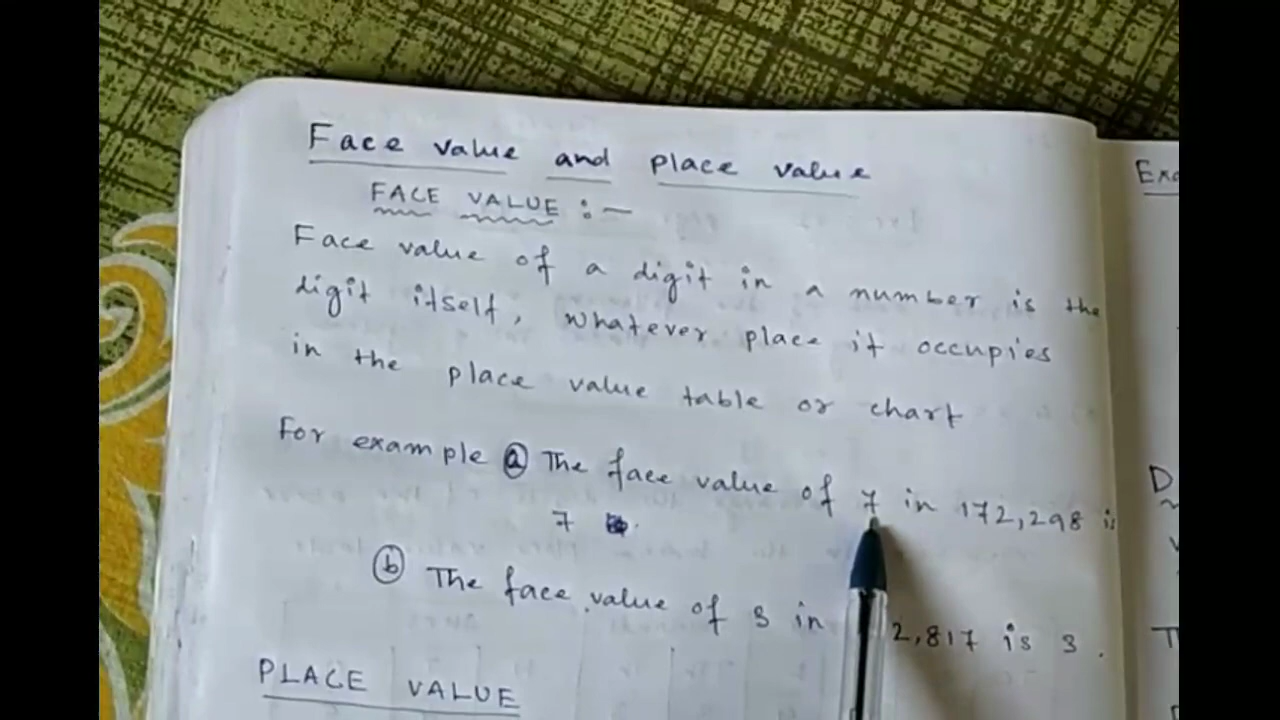 Face value and place value
FACE VALUE :-
Face value of a digit in a number is the
digit itself, whatever place it occupies
in the place value table or chart
For example (a) The face value of 7 in 172,298 is
7
(b) The face value of 3 in 2,817 is 3.
PLACE VALUE